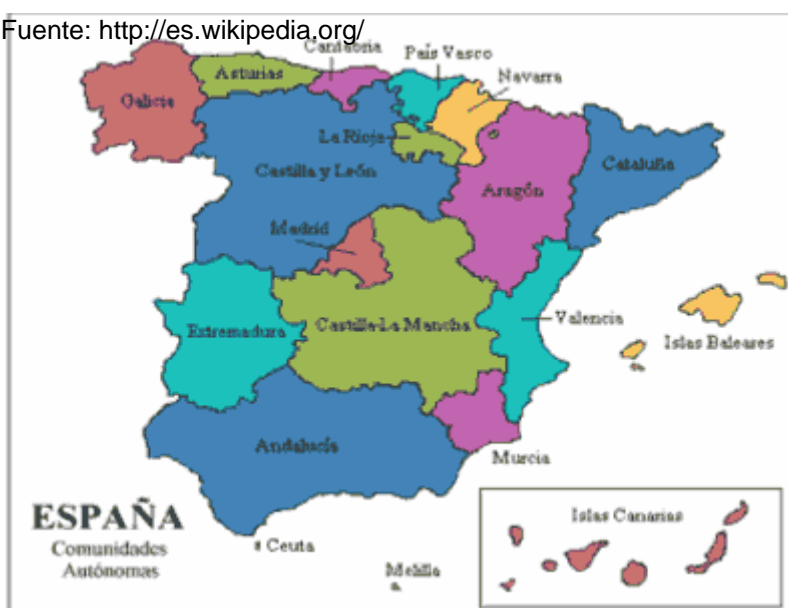 Fuente: http://es.wikipedia.org/
Cantabria
País Vasco
Asturias
Navarra
Galicia
La Rioja
Castilla y León
Cataluña
Aragón
Madrid
Extremadura
Castilla-La Mancha
Valencia
Islas Baleares
Andalucía
Murcia
ESPAÑA
Comunidades
Autónomas
Ceuta
Melilla
Islas Canarias